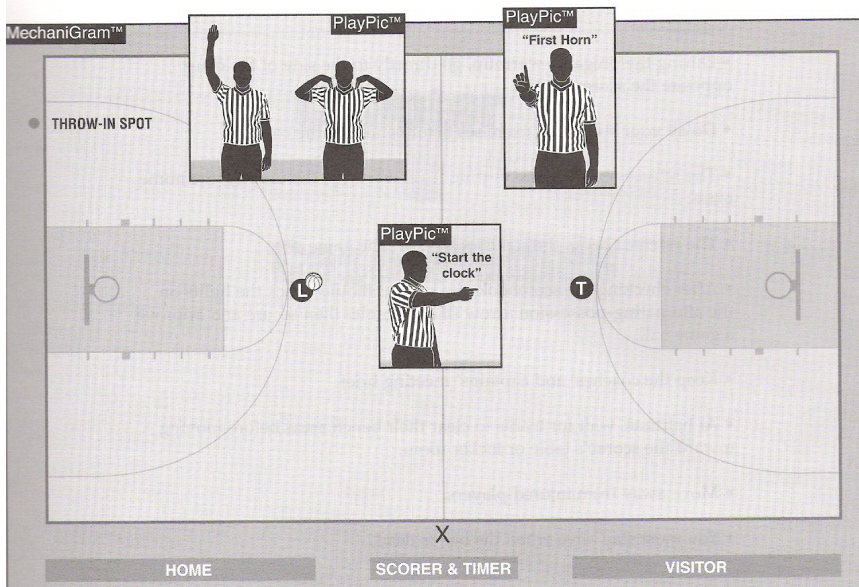 MechaniGram™
PlayPic™
PlayPic™
"First Horn"
THROW-IN SPOT
PlayPic™
"Start the
clock"
L
T
X
HOME
SCORER & TIMER
VISITOR